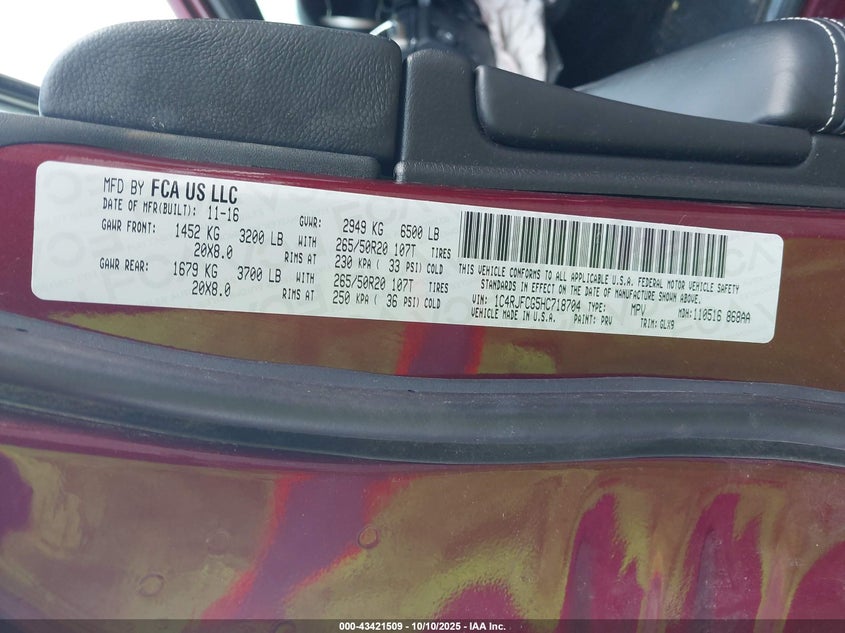 MFD BY FCA US LLC
DATE OF MFR(BUILT): 11-16 GVWR: 2949 KG 6500 LB
GAWR FRONT: 1452 KG 3200 LB WITH 265/50R20 107T TIRES
20X8.0 RIMS AT 230 KPA ( 33 PSI) COLD
GAWR REAR: 1679 KG 3700 LB WITH 265/50R20 107T TIRES
20X8.0 RIMS AT 250 KPA ( 36 PSI) COLD
THIS VEHICLE CONFORMS TO ALL APPLICABLE U.S.A. FEDERAL MOTOR VEHICLE SAFETY
STANDARDS IN EFFECT ON THE DATE OF MANUFACTURE SHOWN ABOVE.
VIN: 1C4RJFCG5HC718704 TYPE: MPV MDH: 110516 868AA
VEHICLE MADE IN U.S.A. PAINT: PRV TRIM: GLX9
000-43421509 - 10/10/2025 - IAA Inc.